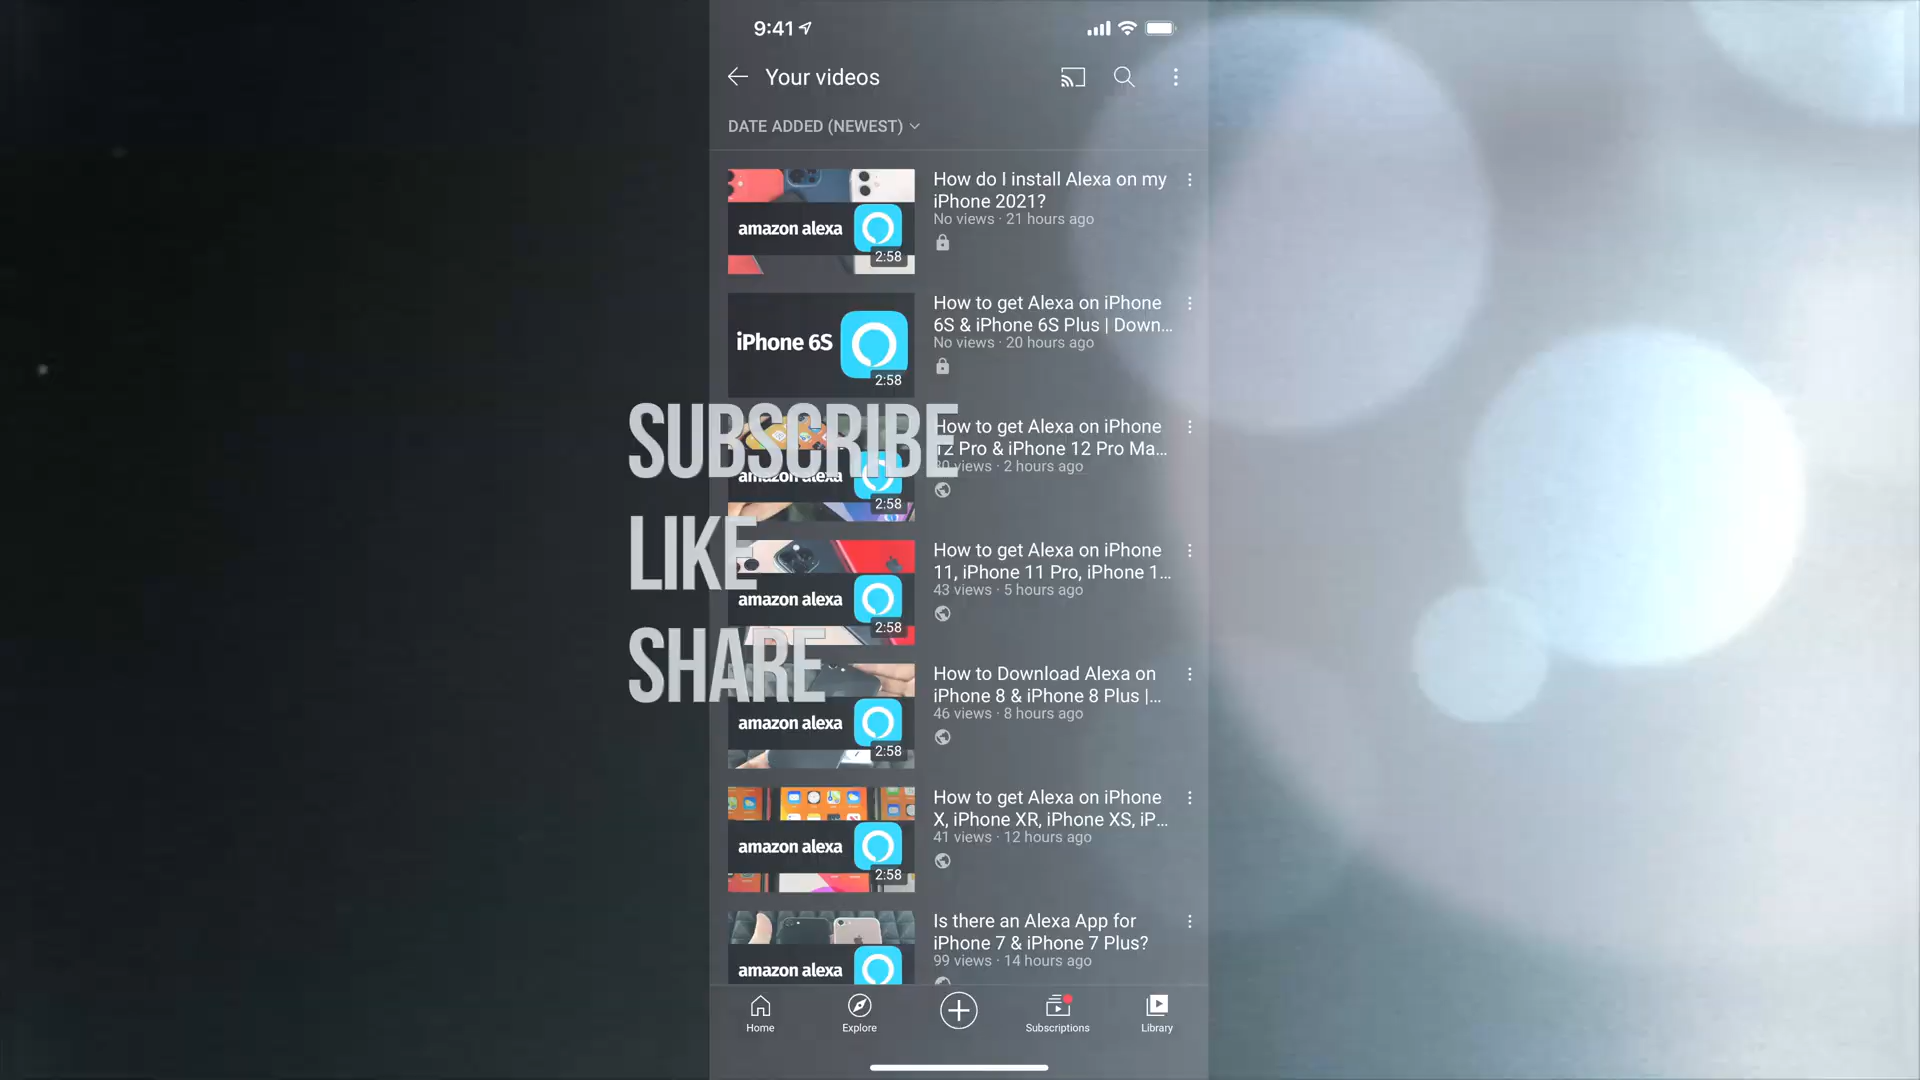 9:41
Your videos
DATE ADDED (NEWEST)
amazon alexa
2:58
How do I install Alexa on my
iPhone 2021?
No views · 21 hours ago
iPhone 6S
2:58
How to get Alexa on iPhone
6S & iPhone 6S Plus | Down...
No views · 20 hours ago
SUBSCRIBE
LIKE
SHARE
amazon alexa
2:58
How to get Alexa on iPhone
12 Pro & iPhone 12 Pro Ma...
views · 2 hours ago
amazon alexa
2:58
How to get Alexa on iPhone
11, iPhone 11 Pro, iPhone 1...
43 views · 5 hours ago
amazon alexa
2:58
How to Download Alexa on
iPhone 8 & iPhone 8 Plus |...
46 views · 8 hours ago
amazon alexa
2:58
How to get Alexa on iPhone
X, iPhone XR, iPhone XS, iP...
41 views · 12 hours ago
amazon alexa
Is there an Alexa App for
iPhone 7 & iPhone 7 Plus?
99 views · 14 hours ago
Home
Explore
Subscriptions
Library